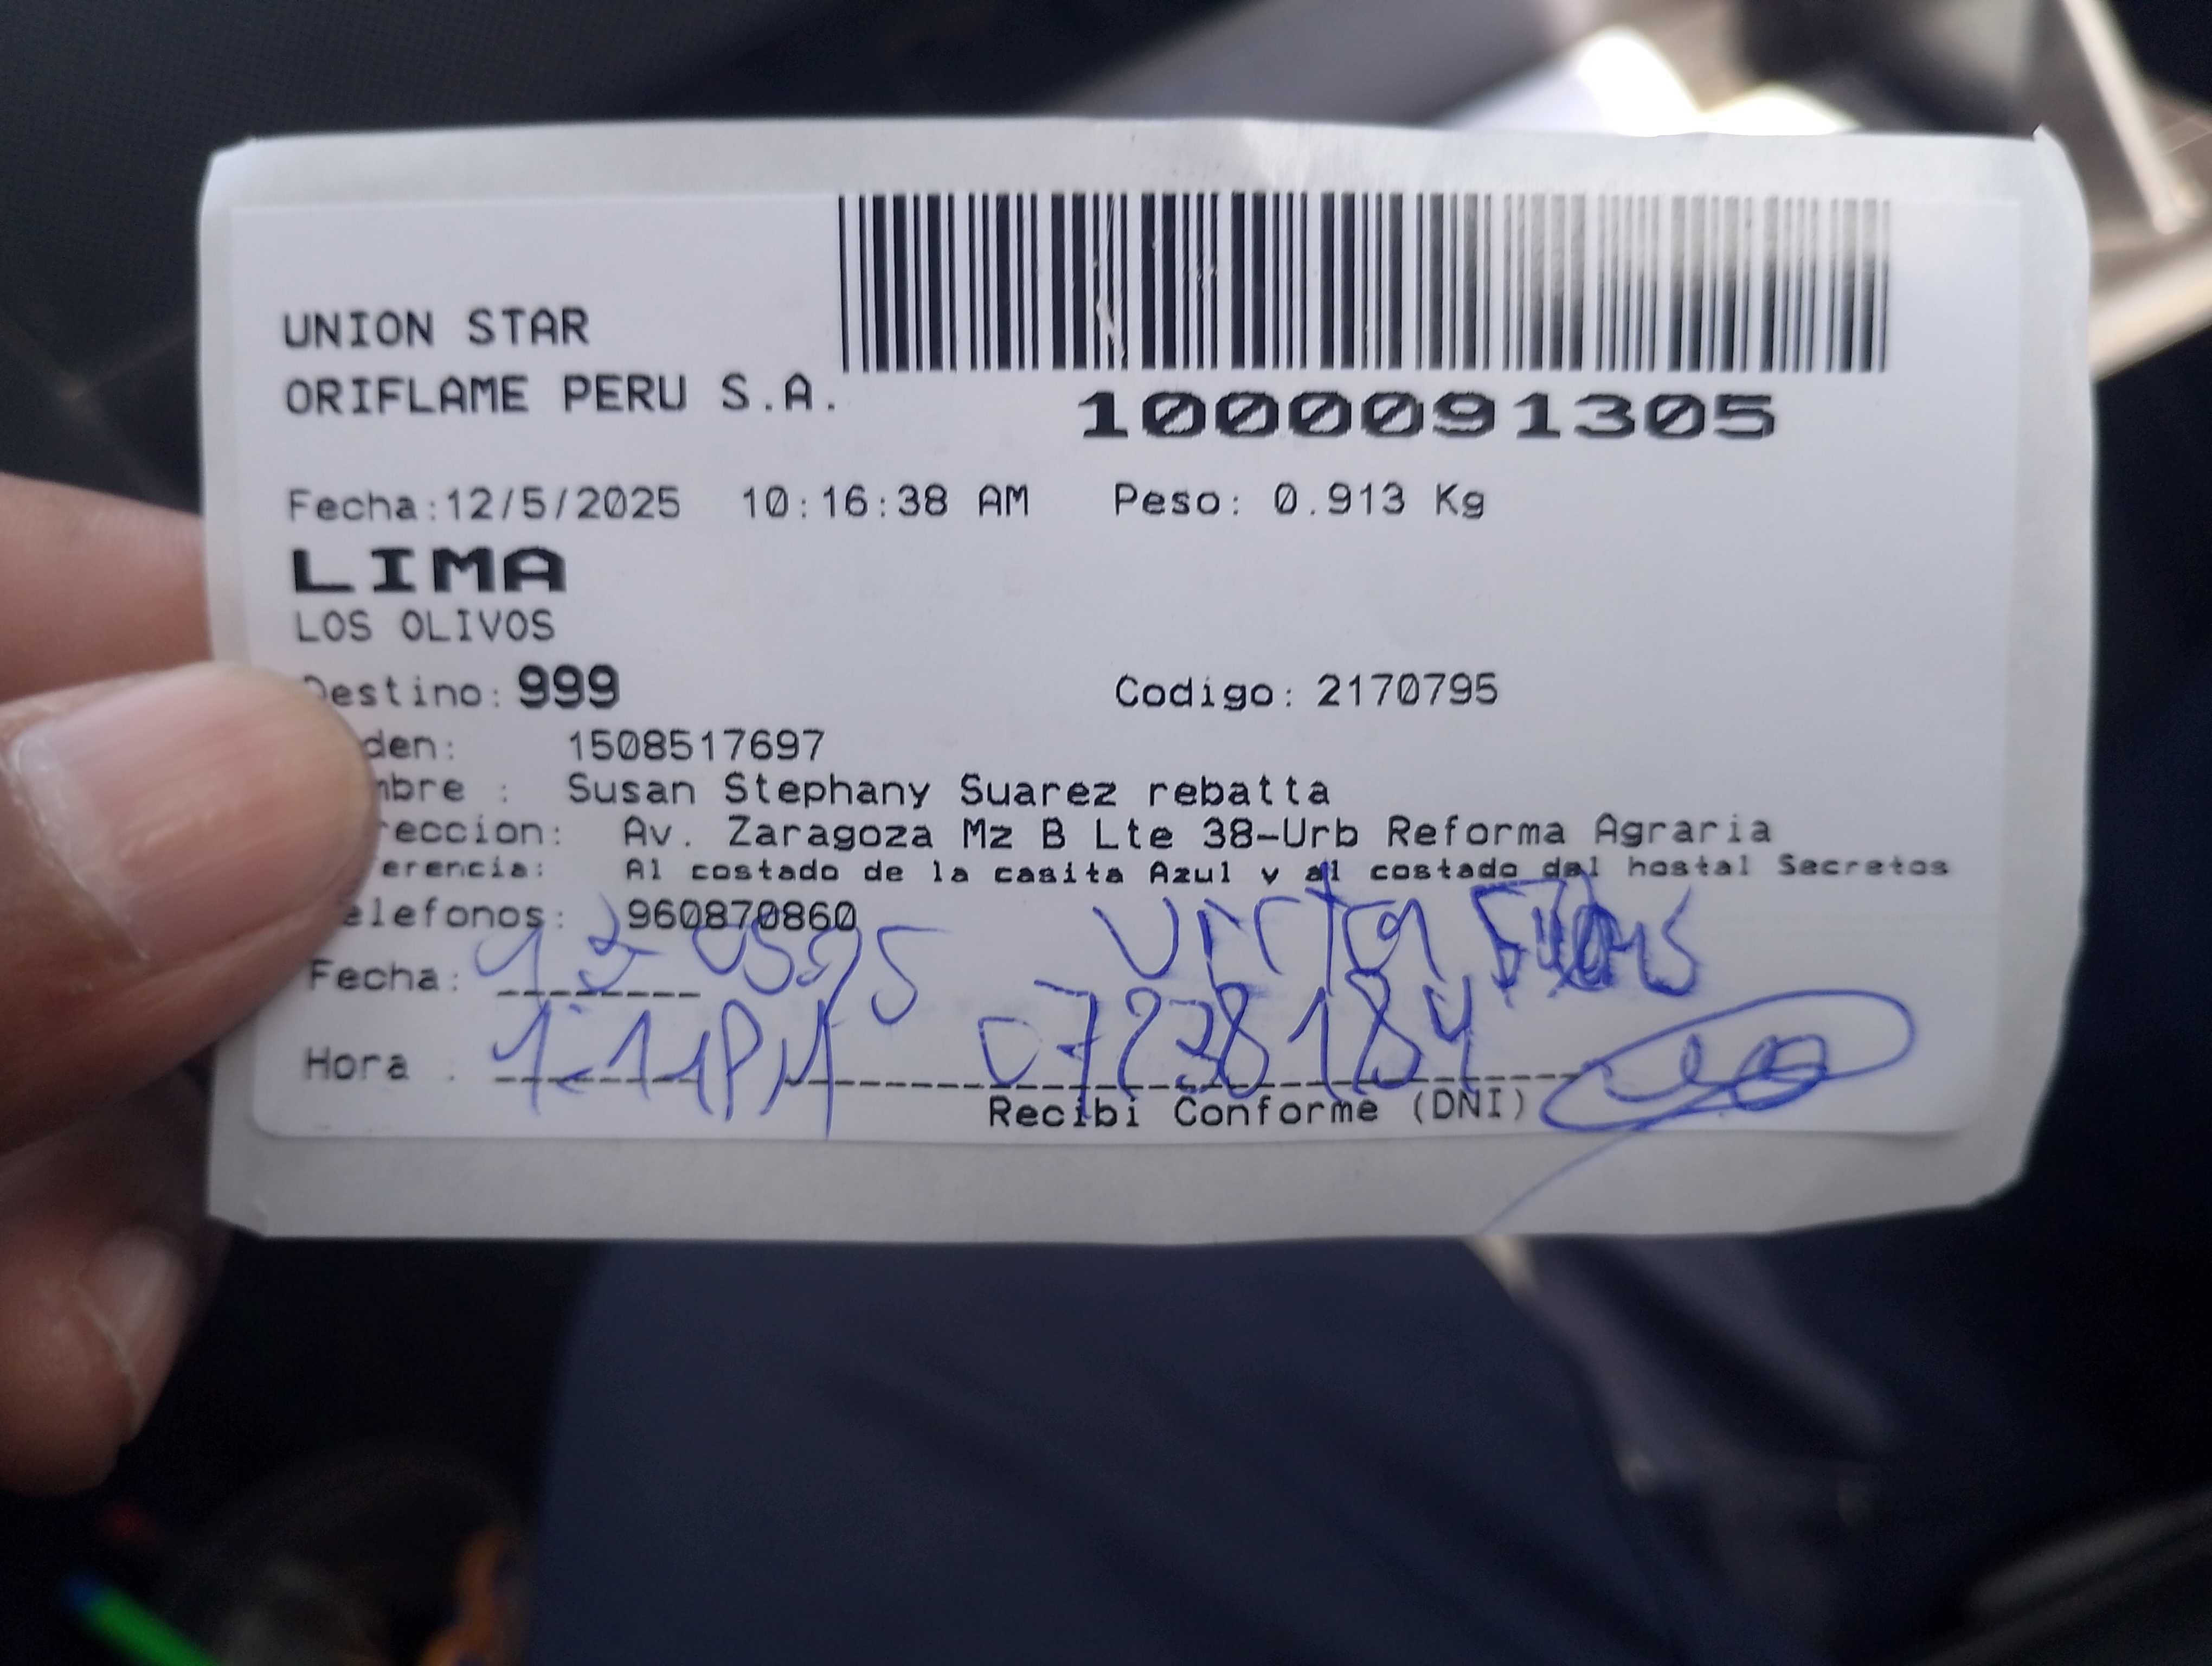 UNION STAR
ORIFLAME PERU S.A.
1000091305
Fecha:12/5/2025 10:16:38 AM Peso: 0.913 Kg
LIMA
LOS OLIVOS
Destino: 999 Codigo: 2170795
den: 1508517697
mbre : Susan Stephany Suarez rebatta
reccion: Av. Zaragoza Mz B Lte 38-Urb Reforma Agraria
erencia: Al costado de la casita Azul y al costado del hostal Secretos
elefonos: 960870860
Fecha:
Hora : 07238184
Recibi Conforme (DNI)